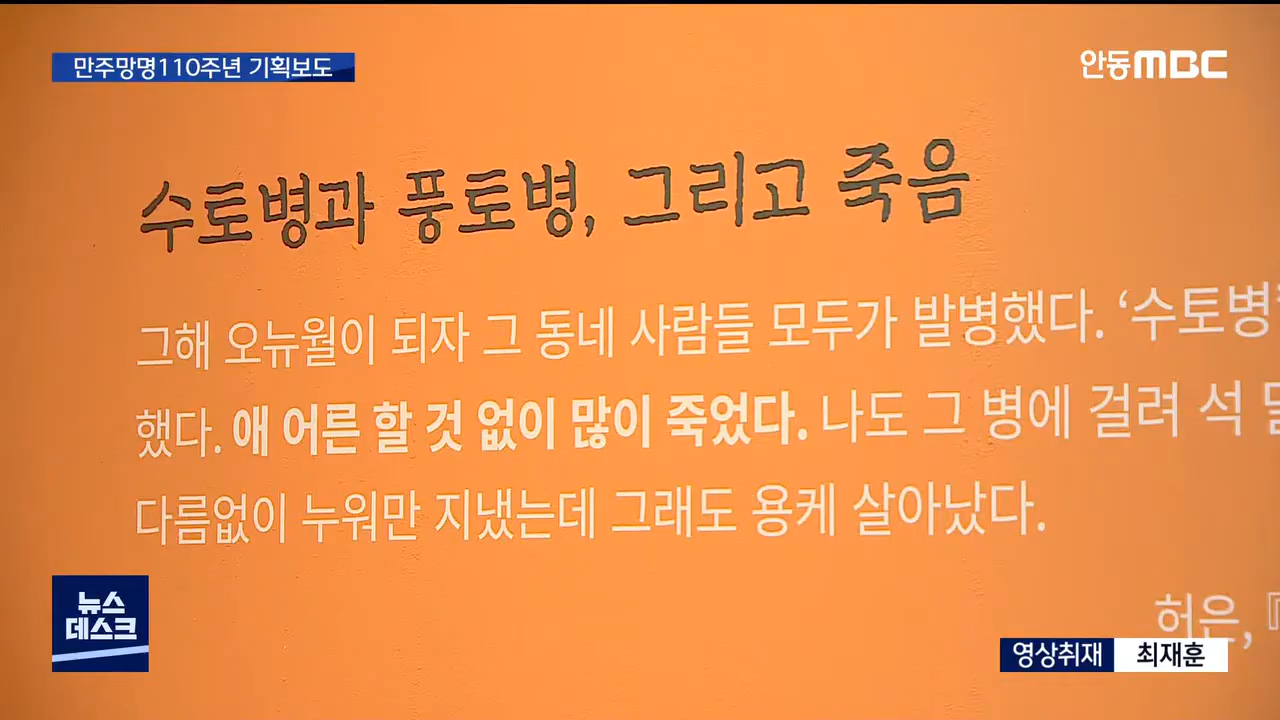 만주망명110주년 기획보도
안동MBC
수토병과 풍토병, 그리고 죽음
그해 오뉴월이 되자 그 동네 사람들 모두가 발병했다. ‘수토병
했다. 애 어른 할 것 없이 많이 죽었다. 나도 그 병에 걸려 석
다름없이 누워만 지냈는데 그래도 용케 살아났다.
허은,『
뉴스
데스크
영상취재 최재훈